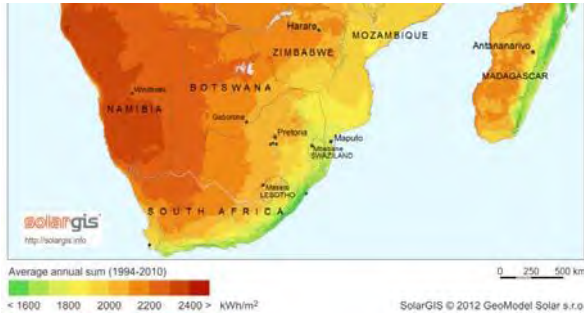 Harare
MOZAMBIQUE
ZIMBABWE
Antananarivo
MADAGASCAR
BOTSWANA
Windhoek
NAMIBIA
Gaborone
Pretoria
Maputo
Mbabane
SWAZILAND
Maseru
LESOTHO
SOUTH AFRICA
solargis
http://solargis.info
Average annual sum (1994-2010)
0 250 500 km
< 1600 1800 2000 2200 2400 > kWh/m²
SolarGIS © 2012 GeoModel Solar s.r.o.